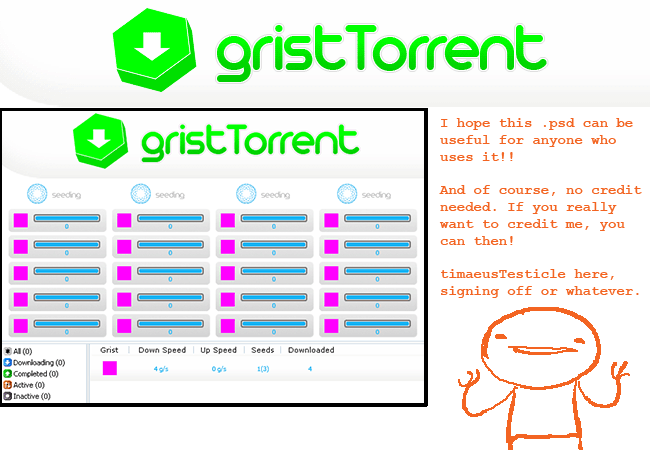 gristTorrent
gristTorrent
seeding seeding seeding seeding
0 0 0 0
0 0 0 0
0 0 0 0
0 0 0 0
0 0 0 0
All (0)
Downloading (0)
Completed (0)
Active (0)
Inactive (0)
Grist Down Speed Up Speed Seeds Downloaded
4 g/s 0 g/s 1(3) 4
I hope this .psd can be
useful for anyone who
uses it!!
And of course, no credit
needed. If you really
want to credit me, you
can then!
timaeusTesticle here,
signing off or whatever.